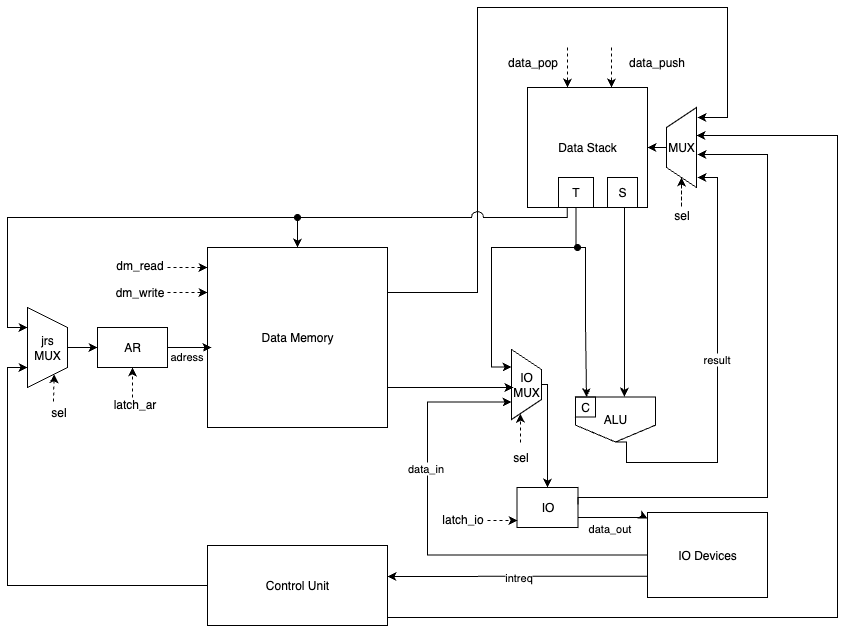 data_pop
data_push
Data Stack
MUX
T
S
sel
dm_read
dm_write
Data Memory
jrs
MUX
AR
adress
sel
latch_ar
result
IO
MUX
C
ALU
sel
data_in
IO
latch_io
data_out
IO Devices
intreq
Control Unit